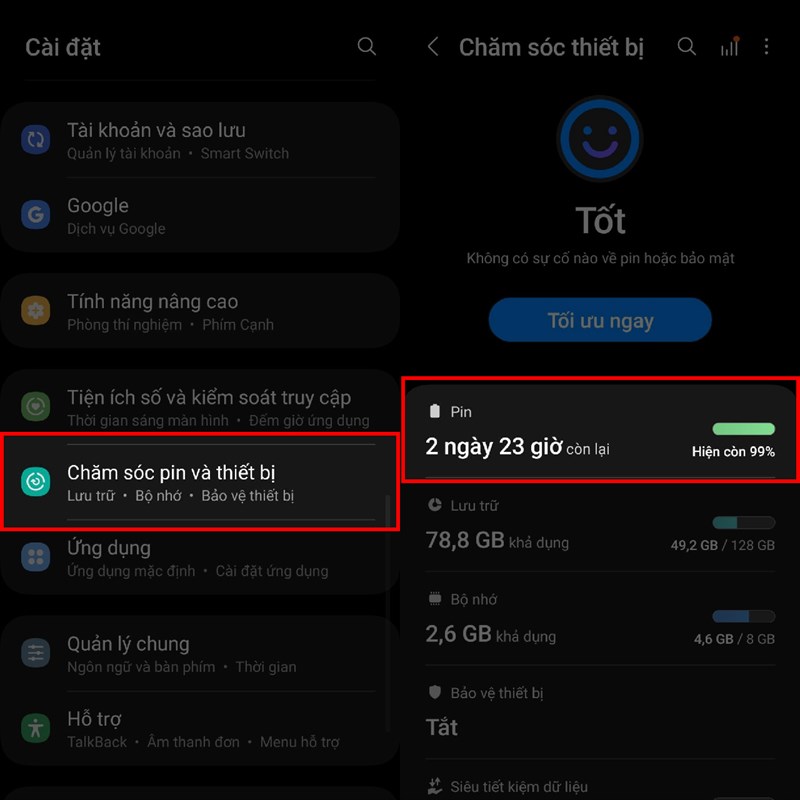 Cài đặt
Tài khoản và sao lưu
Quản lý tài khoản • Smart Switch
Google
Dịch vụ Google
Tính năng nâng cao
Phòng thí nghiệm • Phím Cạnh
Tiện ích số và kiểm soát truy cập
Thời gian sáng màn hình • Đếm giờ ứng dụng
Chăm sóc pin và thiết bị
Lưu trữ • Bộ nhớ • Bảo vệ thiết bị
Ứng dụng
Ứng dụng mặc định • Cài đặt ứng dụng
Quản lý chung
Ngôn ngữ và bàn phím • Thời gian
Hỗ trợ
TalkBack • Âm thanh đơn • Menu hỗ trợ
Chăm sóc thiết bị
Tốt
Không có sự cố nào về pin hoặc bảo mật
Tối ưu ngay
Pin
2 ngày 23 giờ còn lại
Hiện còn 99%
Lưu trữ
78,8 GB khả dụng
49,2 GB / 128 GB
Bộ nhớ
2,6 GB khả dụng
4,6 GB / 8 GB
Bảo vệ thiết bị
Tắt
Siêu tiết kiệm dữ liệu